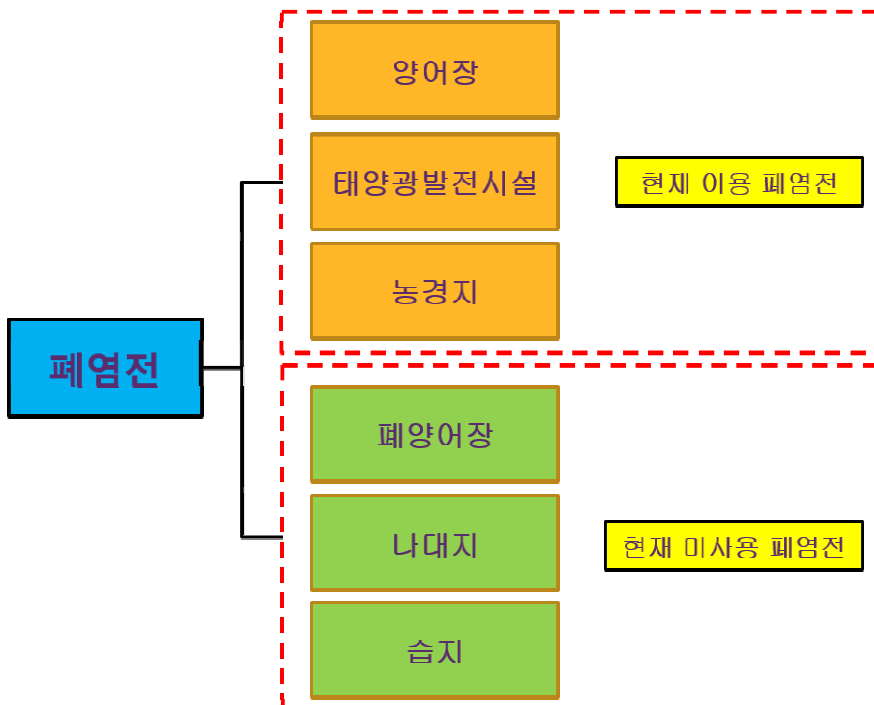 양어장
태양광발전시설
현재 이용 폐염전
농경지
폐염전
폐양어장
나대지
현재 미사용 폐염전
습지